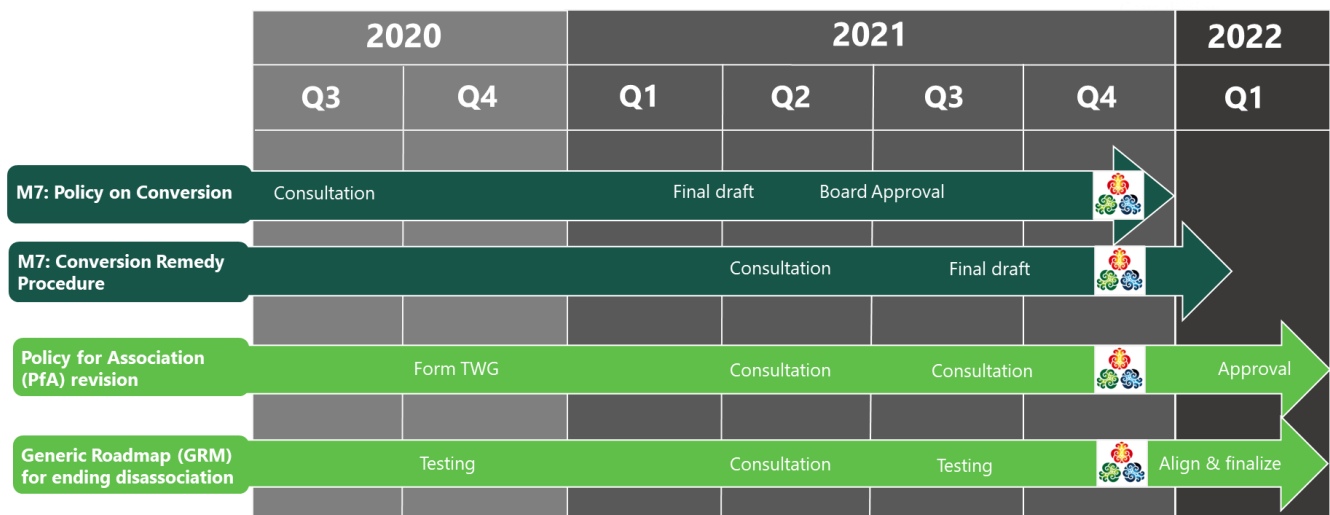 2020 2021 2022
Q3 Q4 Q1 Q2 Q3 Q4 Q1
M7: Policy on Conversion Consultation Final draft Board Approval
M7: Conversion Remedy
Procedure
Consultation Final draft
Policy for Association
(PfA) revision
Form TWG Consultation Consultation Approval
Generic Roadmap (GRM)
for ending disassociation
Testing Consultation Testing Align & finalize